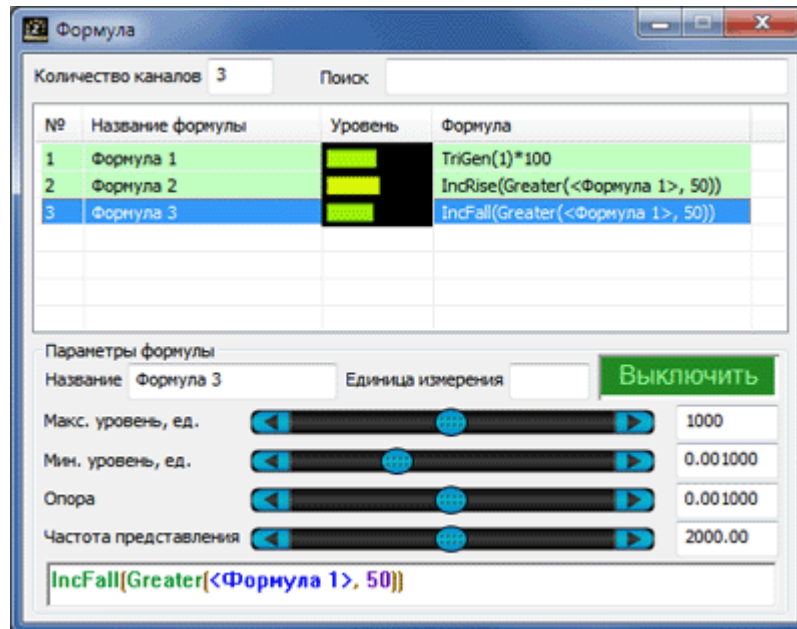 Формула
Количество каналов 3 Поиск
№ Название формулы Уровень Формула
1 Формула 1 TriGen(1)*100
2 Формула 2 IncRise(Greater(<Формула 1>, 50))
3 Формула 3 IncFall(Greater(<Формула 1>, 50))
Параметры формулы
Название Формула 3 Единица измерения Выключить
Макс. уровень, ед. 1000
Мин. уровень, ед. 0.001000
Опора 0.001000
Частота представления 2000.00
IncFall(Greater(<Формула 1>, 50))